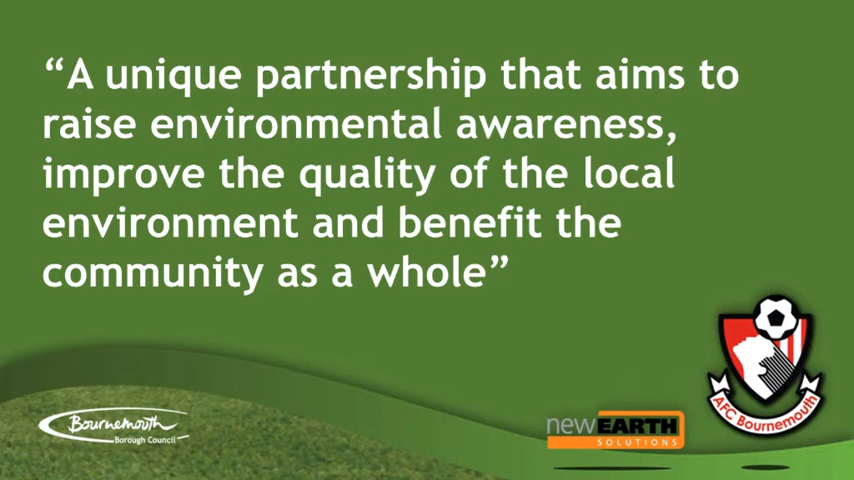 “A unique partnership that aims to
raise environmental awareness,
improve the quality of the local
environment and benefit the
community as a whole”
Bournemouth
Borough Council
newEARTH
SOLUTIONS
AFC Bournemouth